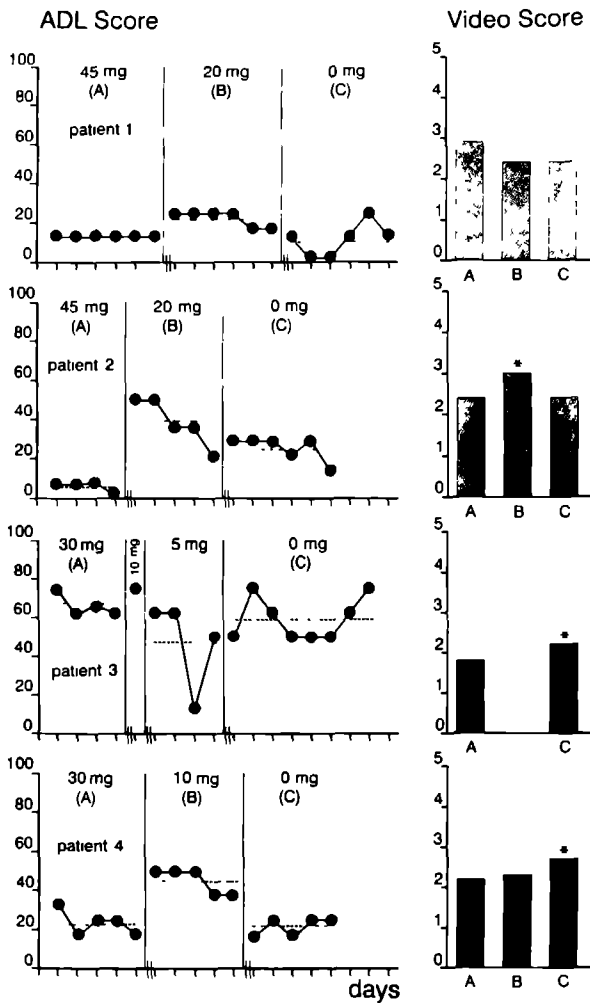 ADL Score
Video Score
100
80
60
40
20
0
45 mg
(A)
20 mg
(B)
0 mg
(C)
patient 1
5
4
3
2
1
0
A
B
C
100
80
60
40
20
0
45 mg
(A)
20 mg
(B)
0 mg
(C)
patient 2
5
4
3
2
1
0
*
A
B
C
100
80
60
40
20
0
30 mg
(A)
10 mg
5 mg
0 mg
(C)
patient 3
5
4
3
2
1
0
*
A
C
100
80
60
40
20
0
30 mg
(A)
10 mg
(B)
0 mg
(C)
patient 4
5
4
3
2
1
0
*
A
B
C
days